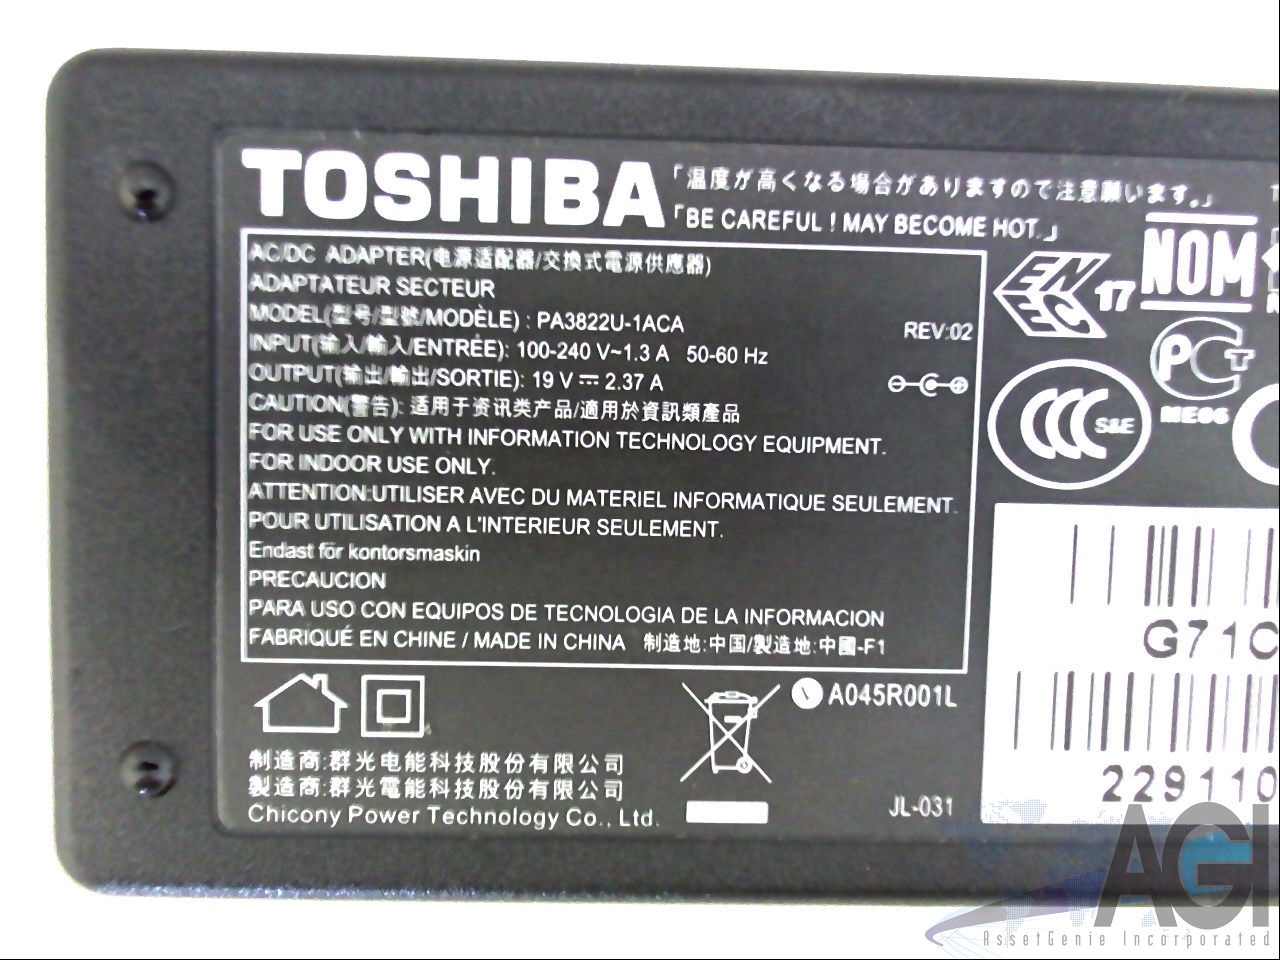 TOSHIBA
「温度が高くなる場合がありますので注意願います。」
「BE CAREFUL ! MAY BECOME HOT.」
AC/DC ADAPTER(电源适配器/交換式電源供應器)
ADAPTATEUR SECTEUR
MODEL(型号/型號/MODÈLE) : PA3822U-1ACA
REV:02
INPUT(输入/輸入/ENTRÉE): 100-240 V~1.3 A 50-60 Hz
OUTPUT(输出/輸出/SORTIE): 19 V ⎓ 2.37 A
CAUTION(警告): 适用于资讯类产品/適用於資訊類產品
FOR USE ONLY WITH INFORMATION TECHNOLOGY EQUIPMENT.
FOR INDOOR USE ONLY.
ATTENTION:UTILISER AVEC DU MATERIEL INFORMATIQUE SEULEMENT.
POUR UTILISATION A L'INTERIEUR SEULEMENT.
Endast för kontorsmaskin
PRECAUCION
PARA USO CON EQUIPOS DE TECNOLOGIA DE LA INFORMACION
FABRIQUÉ EN CHINE / MADE IN CHINA 制造地:中国/製造地:中國-F1
A045R001L
制造商:群光电能科技股份有限公司
製造商:群光電能科技股份有限公司
Chicony Power Technology Co., Ltd.
JL-031
EN
EC
17
NOM
PCT
ME06
CCC
S&E
G71C
229110
AGI
AssetGenie Incorporated